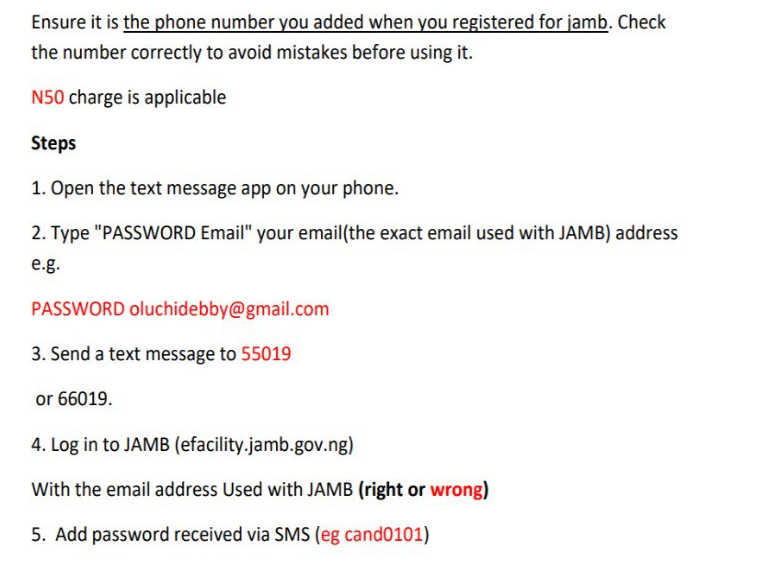 Ensure it is the phone number you added when you registered for jamb. Check
the number correctly to avoid mistakes before using it.
N50 charge is applicable
Steps
1. Open the text message app on your phone.
2. Type "PASSWORD Email" your email(the exact email used with JAMB) address
e.g.
PASSWORD oluchidebby@gmail.com
3. Send a text message to 55019
or 66019.
4. Log in to JAMB (efacility.jamb.gov.ng)
With the email address Used with JAMB (right or wrong)
5. Add password received via SMS (eg cand0101)